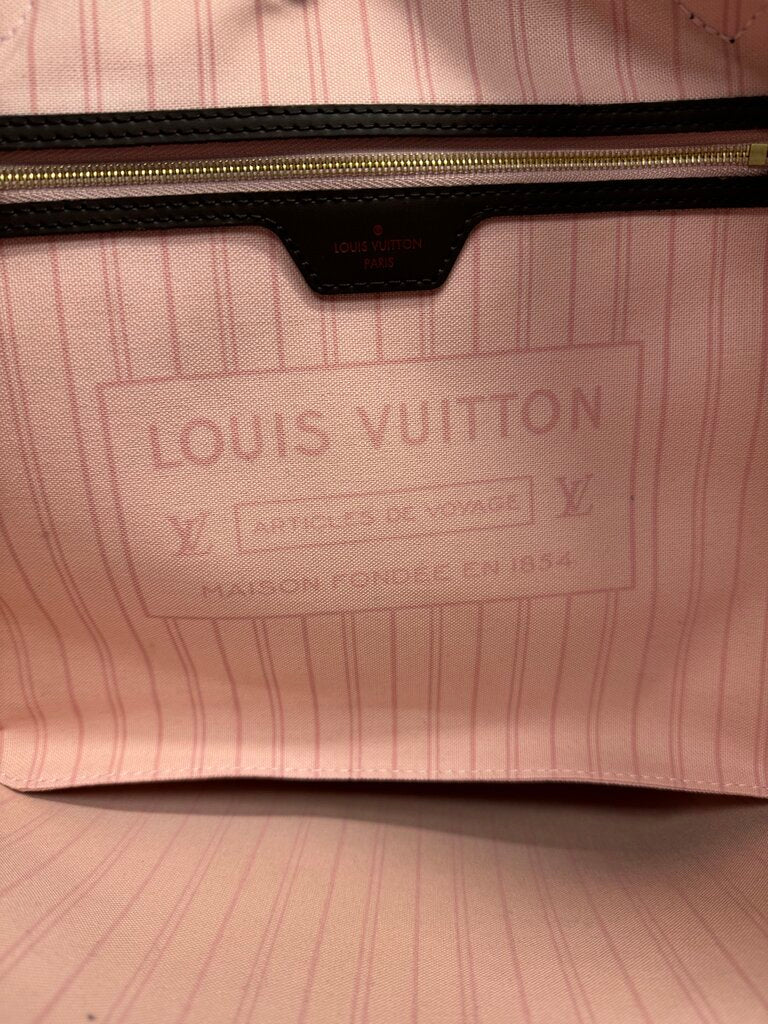 LOUIS VUITTON
PARIS
LOUIS VUITTON
LV ARTICLES DE VOYAGE LV
MAISON FONDÉE EN 1854